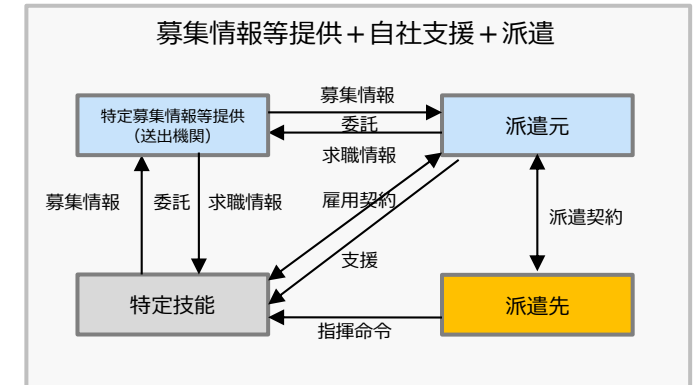 募集情報等提供＋自社支援＋派遣
特定募集情報等提供
（送出機関）
募集情報
委託
求職情報
派遣元
募集情報
委託
求職情報
雇用契約
支援
派遣契約
特定技能
指揮命令
派遣先